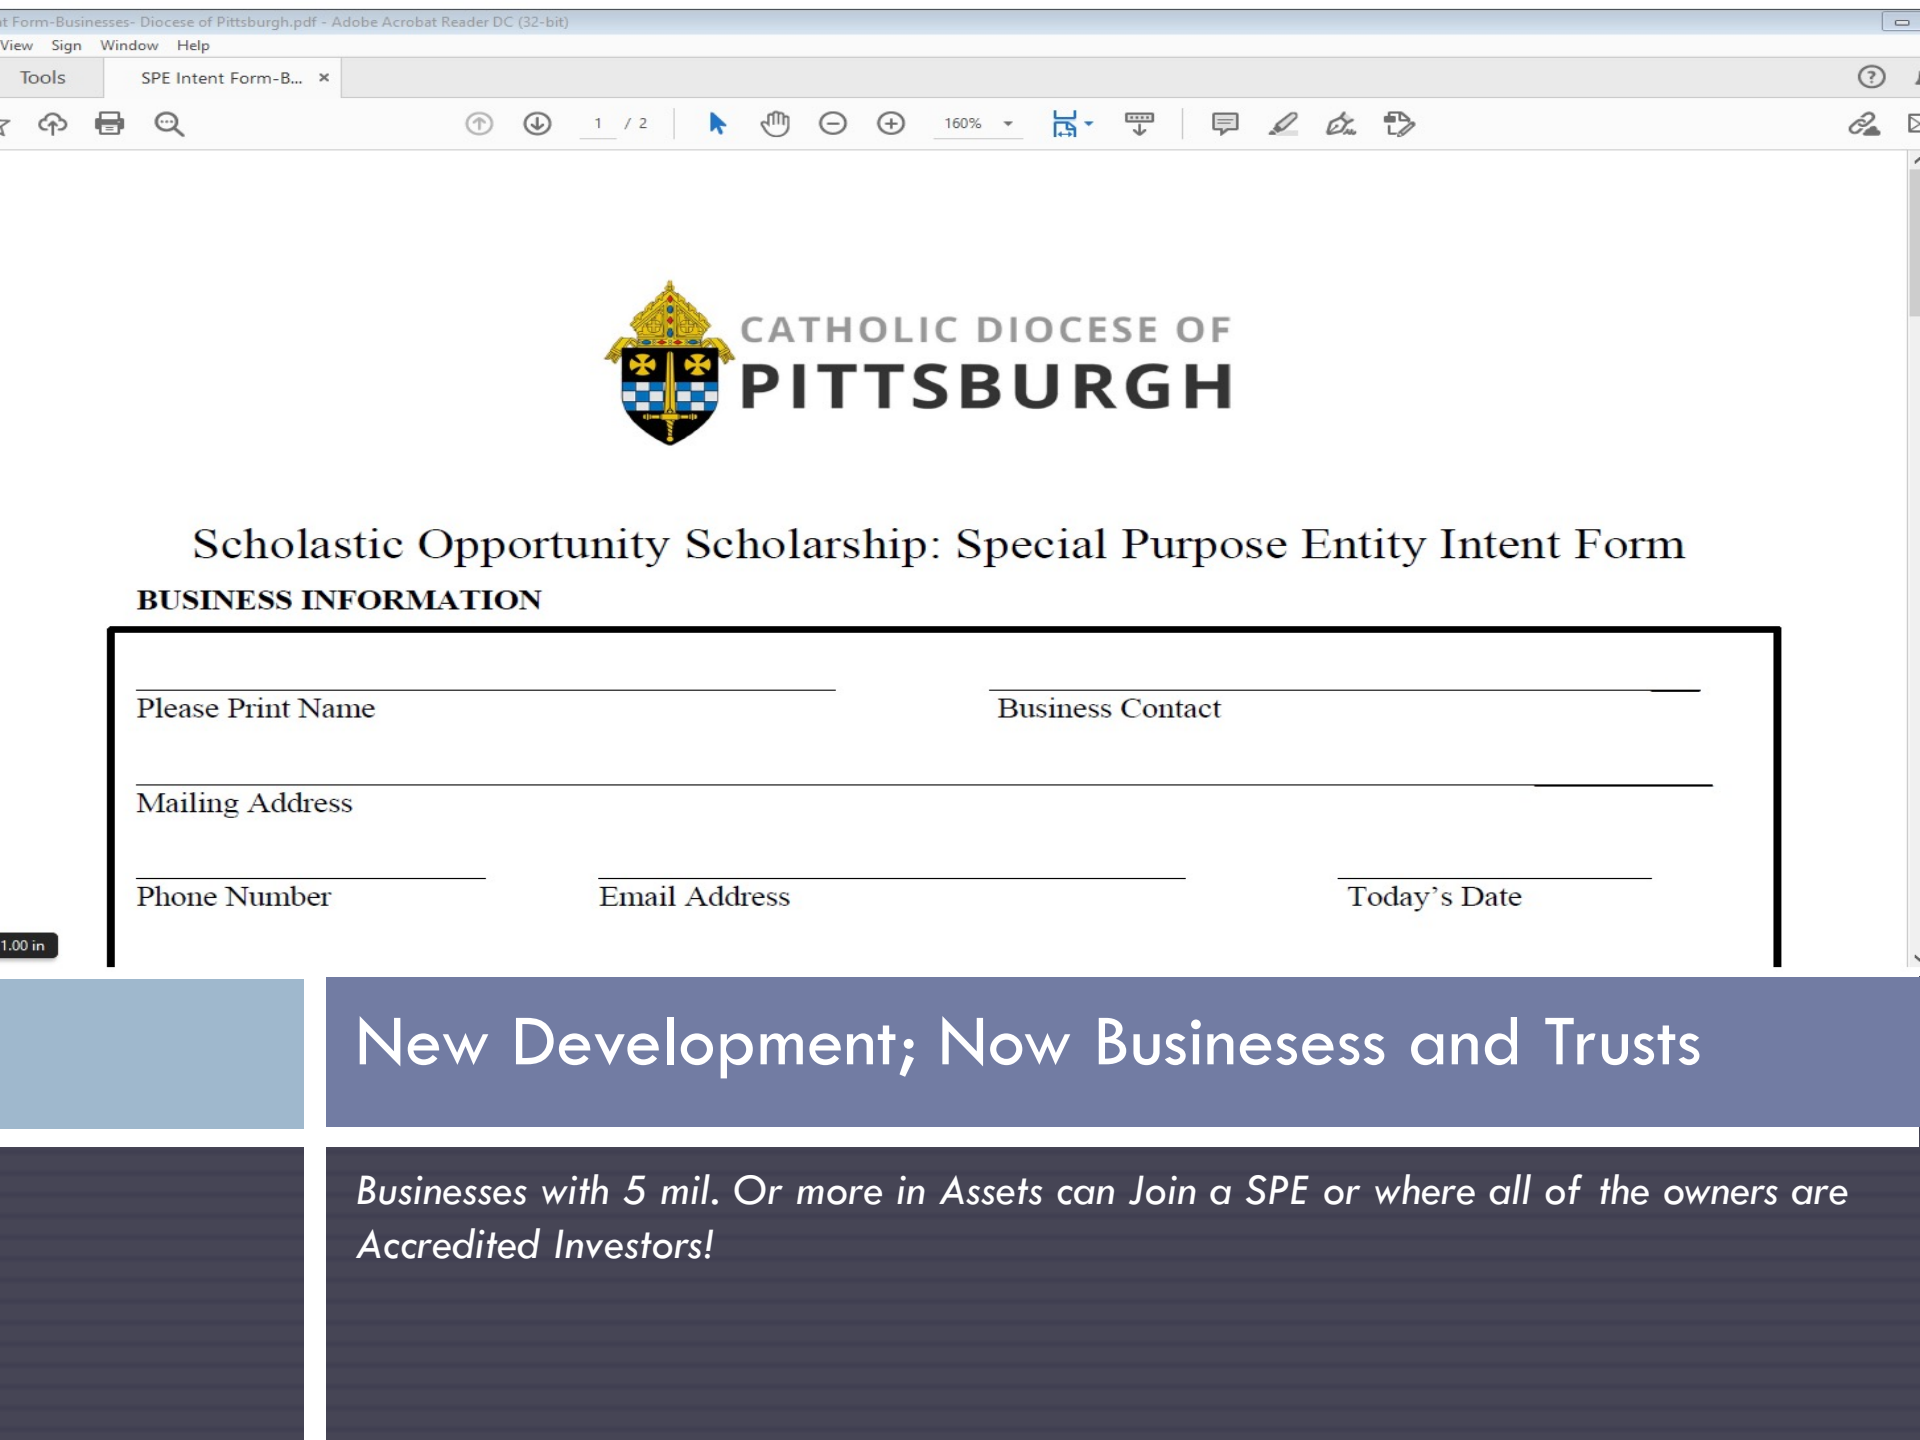 t Form-Businesses- Diocese of Pittsburgh.pdf - Adobe Acrobat Reader DC (32-bit)
View Sign Window Help
Tools SPE Intent Form-B... ×
1 / 2 160%
CATHOLIC DIOCESE OF
PITTSBURGH
Scholastic Opportunity Scholarship: Special Purpose Entity Intent Form
BUSINESS INFORMATION
Please Print Name Business Contact
Mailing Address
Phone Number Email Address Today's Date
1.00 in
New Development; Now Businesess and Trusts
Businesses with 5 mil. Or more in Assets can Join a SPE or where all of the owners are
Accredited Investors!